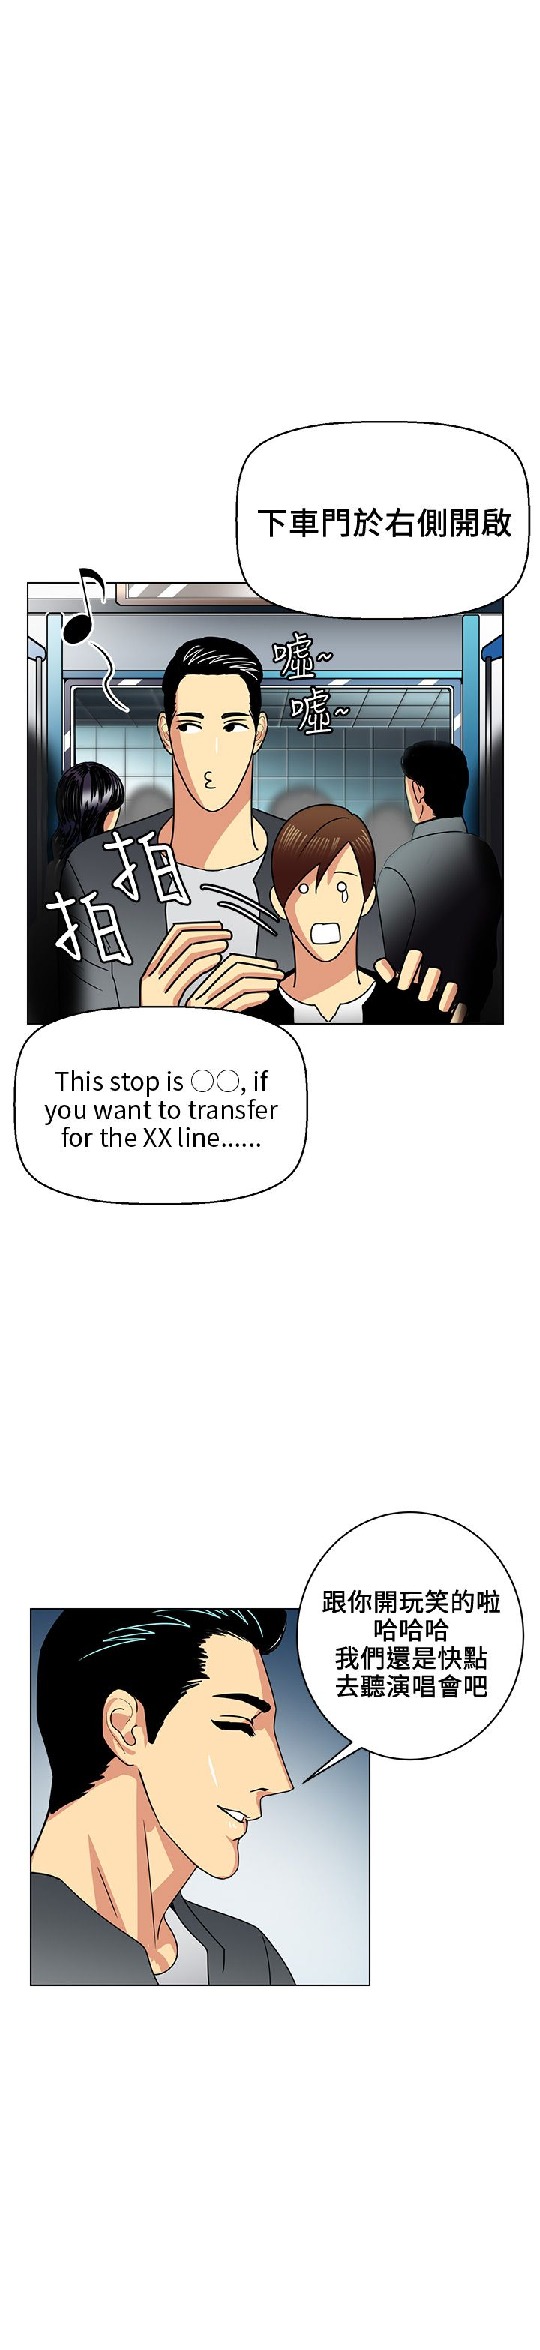 下車門於右側開啟
噓~
噓~
拍
拍
This stop is ○○, if
you want to transfer
for the XX line......
跟你開玩笑的啦
哈哈哈
我們還是快點
去聽演唱會吧